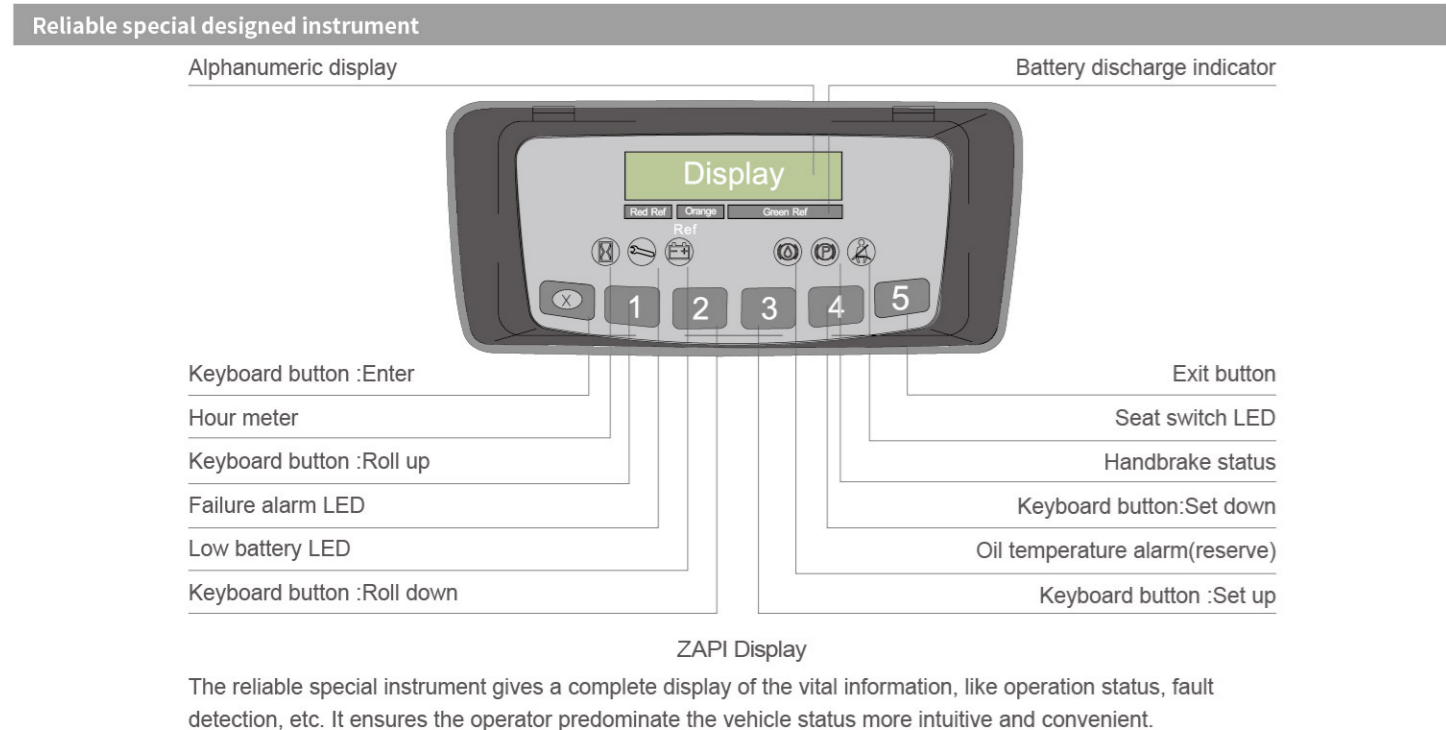 Reliable special designed instrument
Alphanumeric display
Battery discharge indicator
Display
Red Ref
Orange
Green Ref
Ref
P
X
1
2
3
4
5
Keyboard button :Enter
Exit button
Hour meter
Seat switch LED
Keyboard button :Roll up
Handbrake status
Failure alarm LED
Keyboard button:Set down
Low battery LED
Oil temperature alarm(reserve)
Keyboard button :Roll down
Keyboard button :Set up
ZAPI Display
The reliable special instrument gives a complete display of the vital information, like operation status, fault
detection, etc. It ensures the operator predominate the vehicle status more intuitive and convenient.